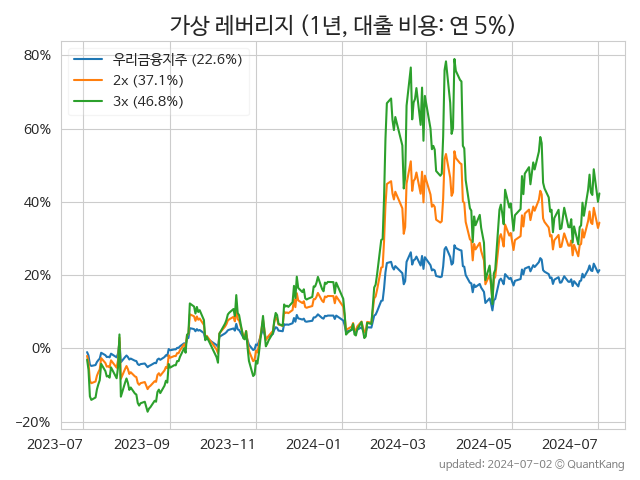 가상 레버리지 (1년, 대출 비용: 연 5%)
우리금융지주 (22.6%)
2x (37.1%)
3x (46.8%)
80%
60%
40%
20%
0%
−20%
2023-07 2023-09 2023-11 2024-01 2024-03 2024-05 2024-07
updated: 2024-07-02 © QuantKang